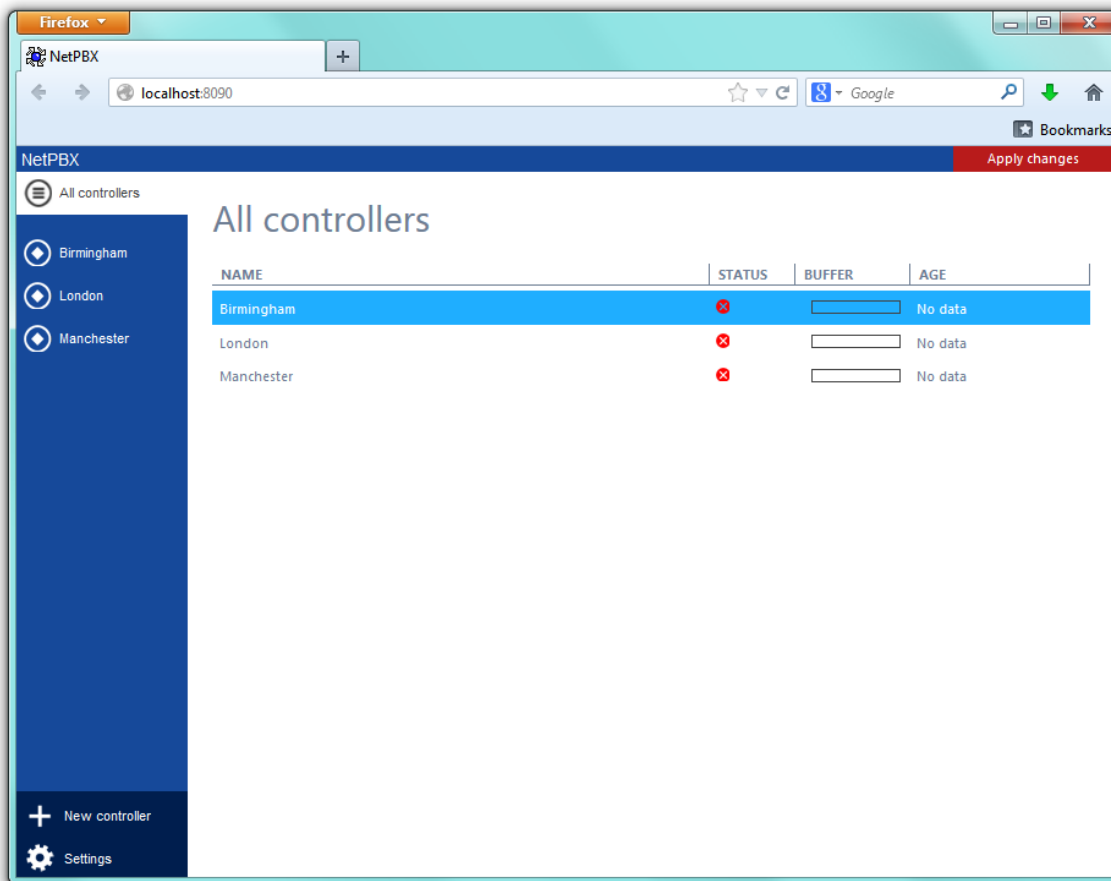 Firefox
NetPBX
localhost:8090
Google
Bookmarks
NetPBX
Apply changes
All controllers
Birmingham
London
Manchester
All controllers
NAME STATUS BUFFER AGE
Birmingham No data
London No data
Manchester No data
New controller
Settings